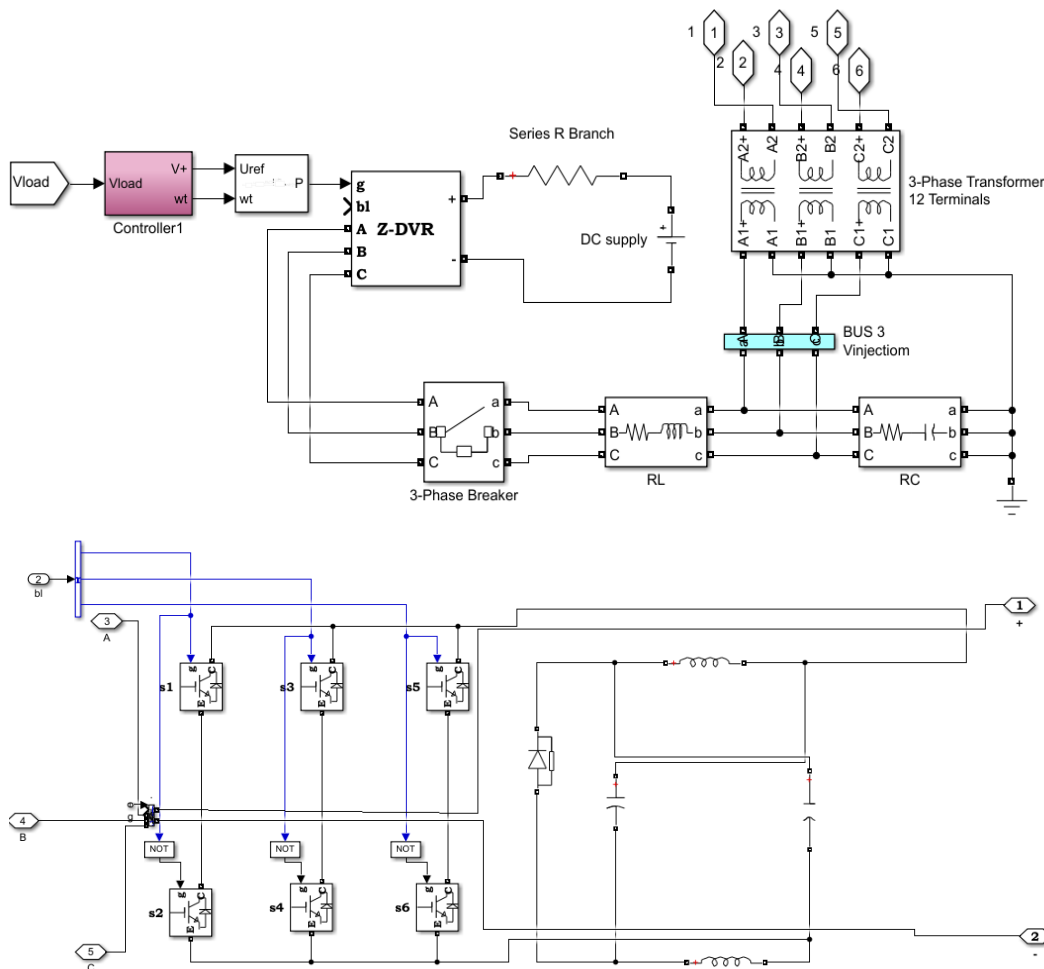 1
1
2
2
3
3
4
4
5
5
6
6
A2+
A2
B2+
B2
C2+
C2
A1+
A1
B1+
B1
C1+
C1
3-Phase Transformer
12 Terminals
Series R Branch
Vload
Vload
V+
wt
Controller1
Uref
wt
P
g
bl
A
B
C
Z-DVR
+
-
+
DC supply
+
BUS 3
Vinjectiom
A
B
C
a
b
c
3-Phase Breaker
A
B
C
a
b
c
RL
A
B
C
a
b
c
RC
2
bl
3
A
1
+
g
C
E
s1
g
C
E
s3
g
C
E
s5
+
+
+
g
4
B
NOT
NOT
NOT
g
C
E
s2
g
C
E
s4
g
C
E
s6
5
C
2
-
+